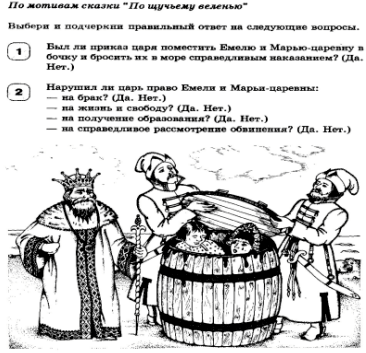 По мотивам сказки "По щучьему веленью"
Выбери и подчеркни правильный ответ на следующие вопросы.
1 Был ли приказ царя поместить Емелю и Марью-царевну в
бочку и бросить их в море справедливым наказанием? (Да.
Нет.)
2 Нарушил ли царь право Емели и Марьи-царевны:
— на брак? (Да. Нет.)
— на жизнь и свободу? (Да. Нет.)
— на получение образования? (Да. Нет.)
— на справедливое рассмотрение обвинения? (Да. Нет.)